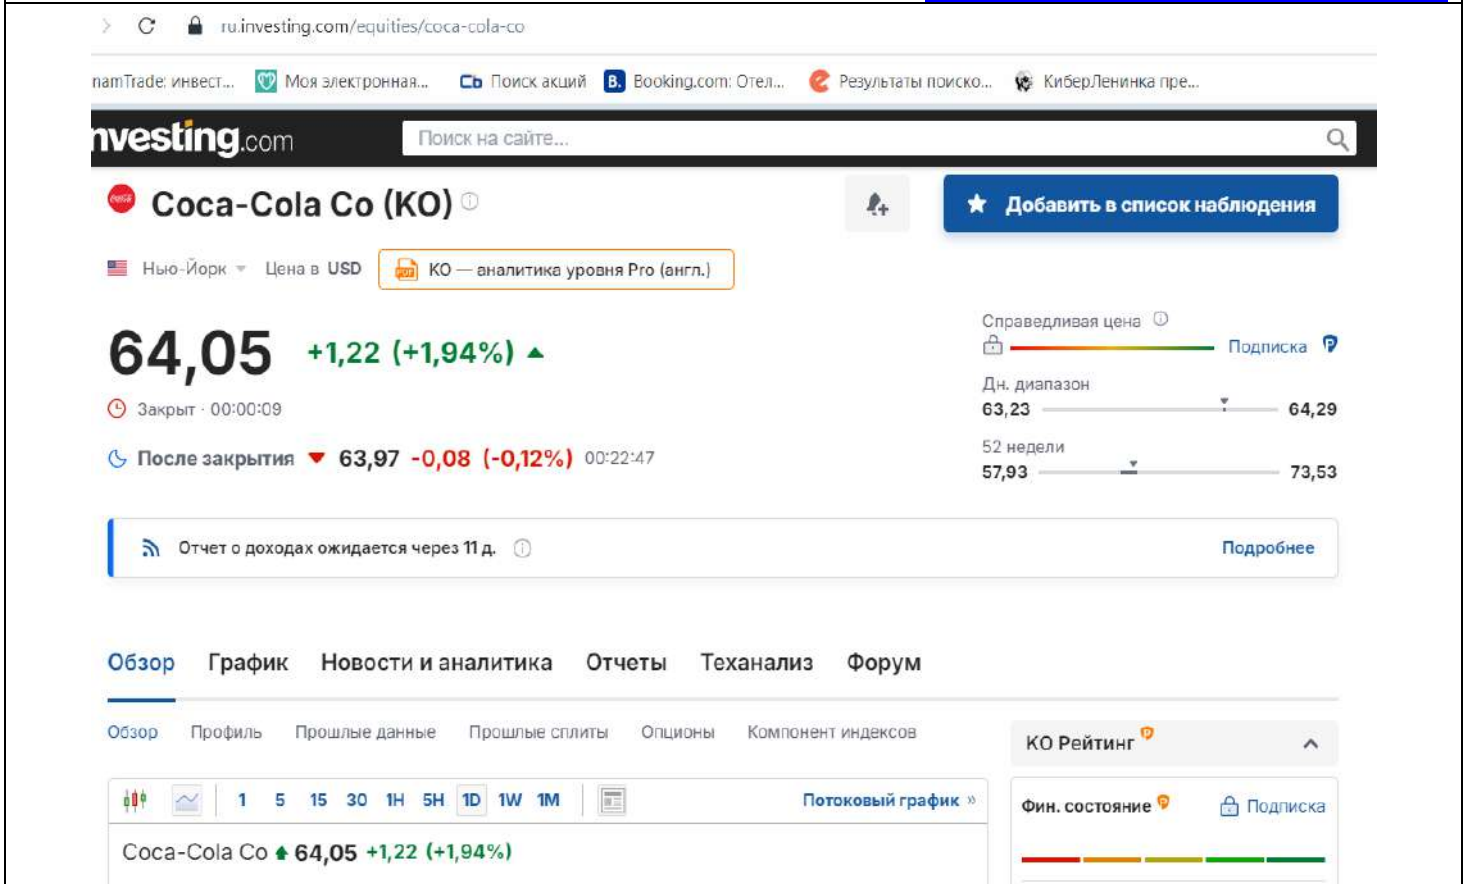 ru.investing.com/equities/coca-cola-co
namTrade: инвест... Моя электронная... Сb Поиск акций B. Booking.com: Отел... Результаты поиско... КиберЛенинка пре...
nvesting.com Поиск на сайте...
Coca-Cola Co (KO) Добавить в список наблюдения
Нью-Йорк Цена в USD PDF KO — аналитика уровня Pro (англ.)
64,05 +1,22 (+1,94%)
Справедливая цена
Подписка
Закрыт · 00:00:09
Дн. диапазон
63,23 64,29
После закрытия 63,97 -0,08 (-0,12%) 00:22:47
52 недели
57,93 73,53
Отчет о доходах ожидается через 11 д. Подробнее
Обзор График Новости и аналитика Отчеты Теханализ Форум
Обзор Профиль Прошлые данные Прошлые сплиты Опционы Компонент индексов
KO Рейтинг
1 5 15 30 1H 5H 1D 1W 1M Потоковый график »
Фин. состояние Подписка
Coca-Cola Co 64,05 +1,22 (+1,94%)